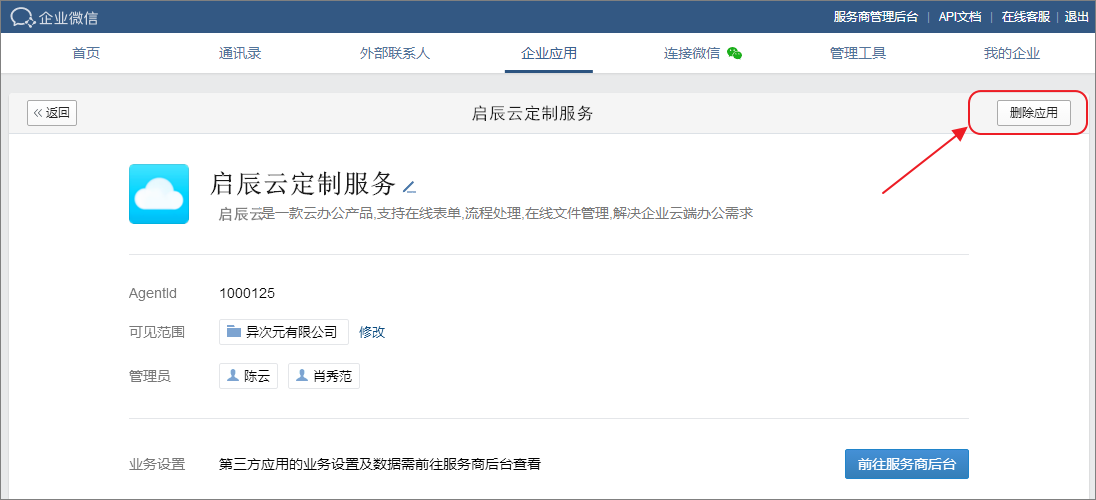 企业微信
服务商管理后台 | API文档 | 在线客服 | 退出
首页 通讯录 外部联系人 企业应用 连接微信 管理工具 我的企业
<< 返回 启辰云定制服务 删除应用
启辰云定制服务
启辰云是一款云办公产品,支持在线表单,流程处理,在线文件管理,解决企业云端办公需求
AgentId 1000125
可见范围 异次元有限公司 修改
管理员 陈云 肖秀范
业务设置 第三方应用的业务设置及数据需前往服务商后台查看 前往服务商后台